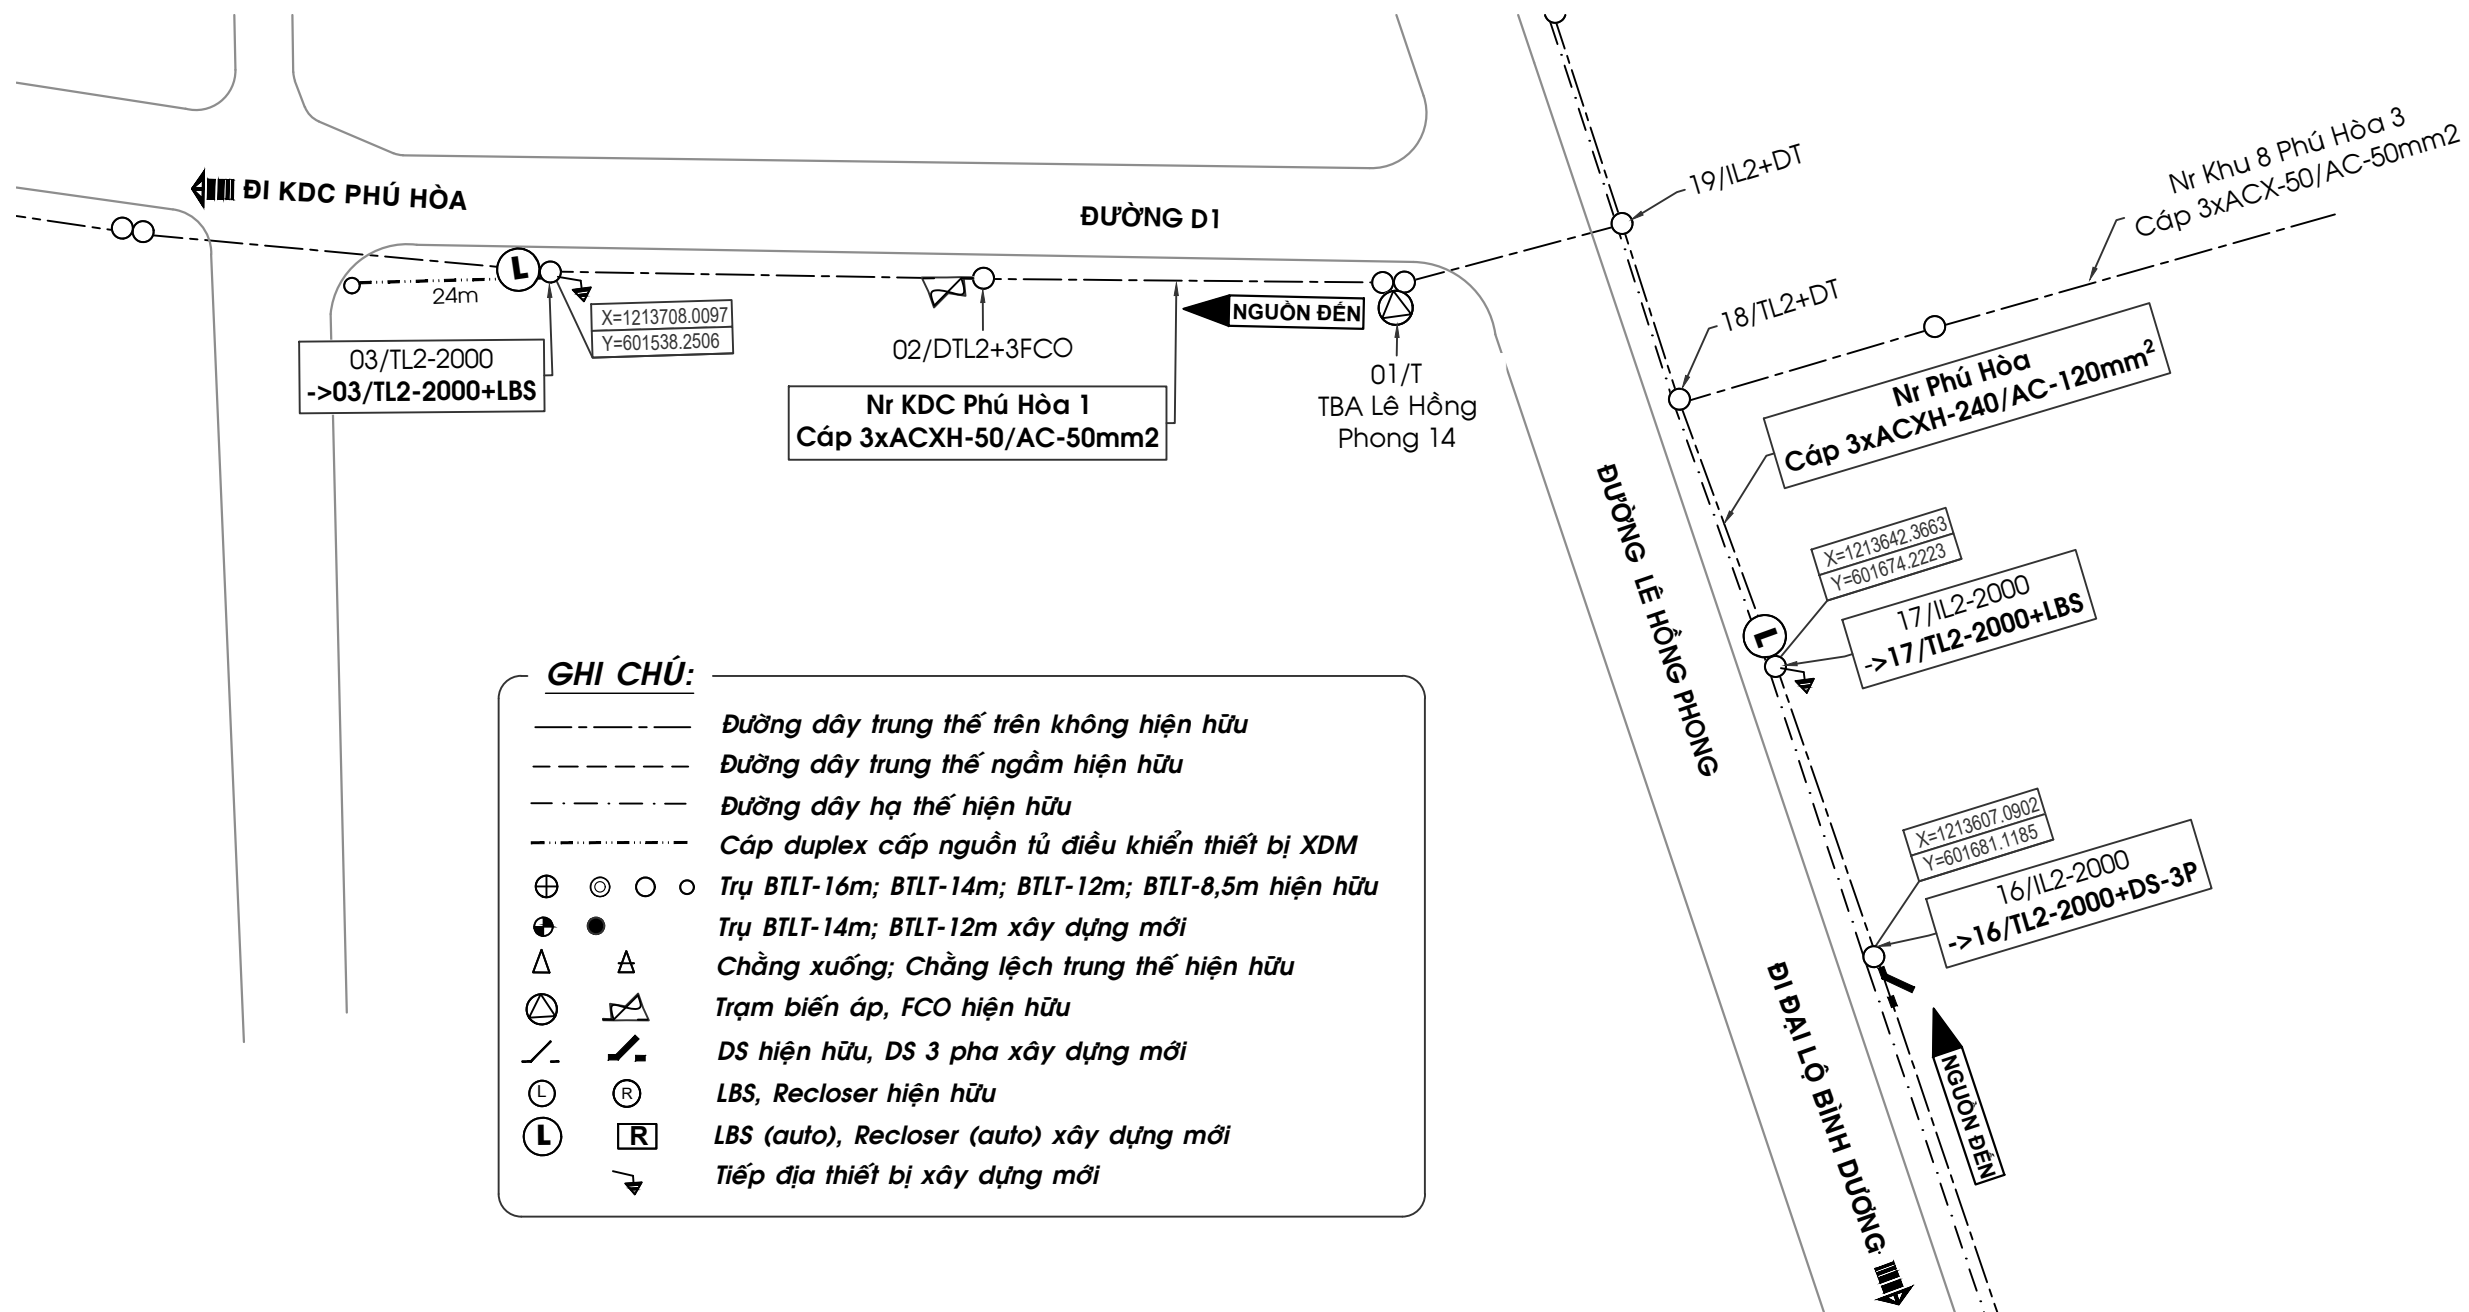 ĐI KDC PHÚ HÒA
ĐƯỜNG D1
24m
X=1213708.0097
Y=601538.2506
03/TL2-2000
->03/TL2-2000+LBS
02/DTL2+3FCO
Nr KDC Phú Hòa 1
Cáp 3xACXH-50/AC-50mm2
NGUỒN ĐẾN
01/T
TBA Lê Hồng
Phong 14
19/IL2+DT
18/TL2+DT
Nr Khu 8 Phú Hòa 3
Cáp 3xACX-50/AC-50mm2
Nr Phú Hòa
Cáp 3xACXH-240/AC-120mm²
ĐƯỜNG LÊ HỒNG PHONG
X=1213642.3663
Y=601674.2223
17/IL2-2000
->17/TL2-2000+LBS
X=1213607.0902
Y=601681.1185
16/IL2-2000
->16/TL2-2000+DS-3P
ĐI ĐẠI LỘ BÌNH DƯƠNG
NGUỒN ĐẾN
GHI CHÚ:
Đường dây trung thế trên không hiện hữu
Đường dây trung thế ngầm hiện hữu
Đường dây hạ thế hiện hữu
Cáp duplex cấp nguồn tủ điều khiển thiết bị XDM
Trụ BTLT-16m; BTLT-14m; BTLT-12m; BTLT-8,5m hiện hữu
Trụ BTLT-14m; BTLT-12m xây dựng mới
Chằng xuống; Chằng lệch trung thế hiện hữu
Trạm biến áp, FCO hiện hữu
DS hiện hữu, DS 3 pha xây dựng mới
L R LBS, Recloser hiện hữu
L R LBS (auto), Recloser (auto) xây dựng mới
Tiếp địa thiết bị xây dựng mới
L
L